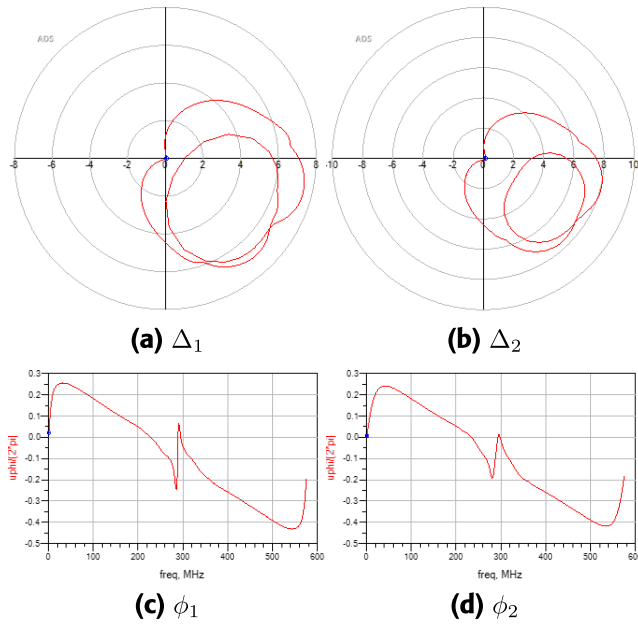 ADS
ADS
-8 -6 -4 -2 0 2 4 6 8
-10 -8 -6 -4 -2 0 2 4 6 8 10
(a) Δ₁
(b) Δ₂
0.3
0.2
0.1
0.0
-0.1
-0.2
-0.3
-0.4
-0.5
uphi/[2*pi]
0 100 200 300 400 500 600
freq, MHz
0.3
0.2
0.1
0.0
-0.1
-0.2
-0.3
-0.4
-0.5
uphi/[2*pi]
0 100 200 300 400 500 600
freq, MHz
(c) ϕ₁
(d) ϕ₂